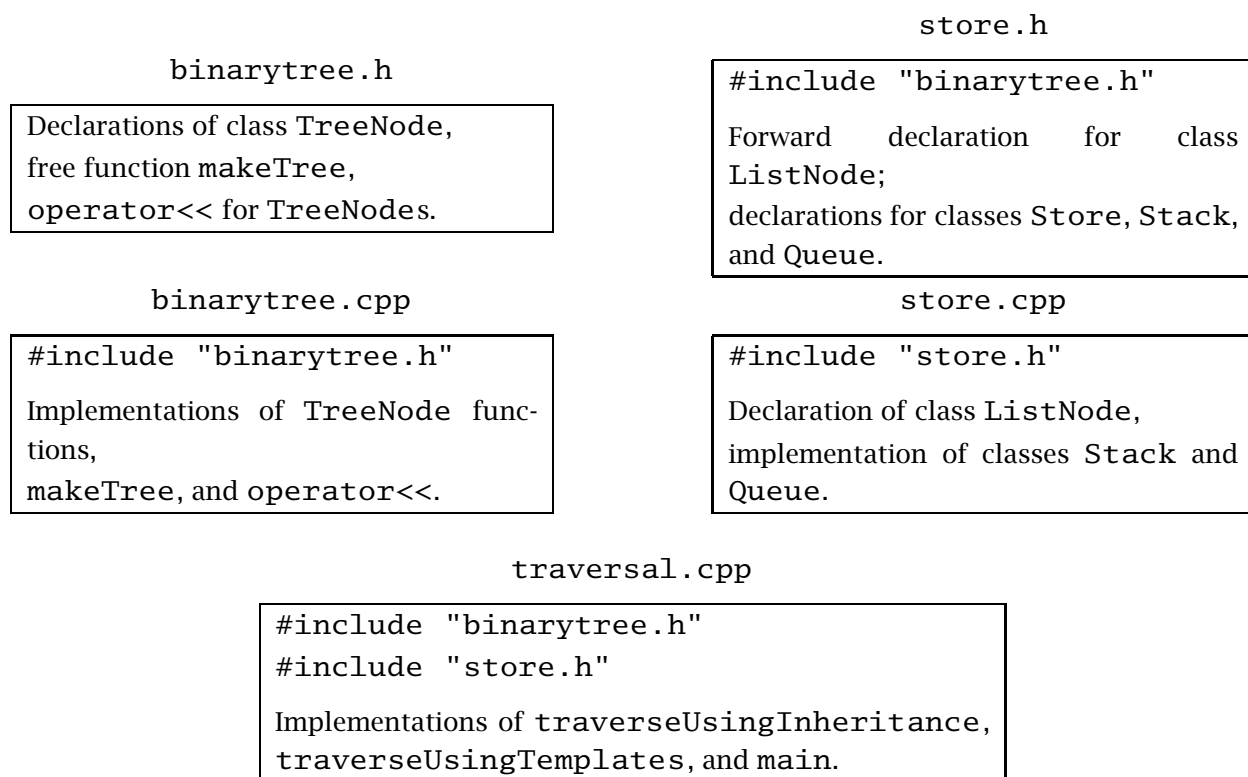 binarytree.h
Declarations of class TreeNode,
free function makeTree,
operator<< for TreeNodes.
store.h
#include "binarytree.h"
Forward declaration for class
ListNode;
declarations for classes Store, Stack,
and Queue.
binarytree.cpp
#include "binarytree.h"
Implementations of TreeNode func-
tions,
makeTree, and operator<<.
store.cpp
#include "store.h"
Declaration of class ListNode,
implementation of classes Stack and
Queue.
traversal.cpp
#include "binarytree.h"
#include "store.h"
Implementations of traverseUsingInheritance,
traverseUsingTemplates, and main.